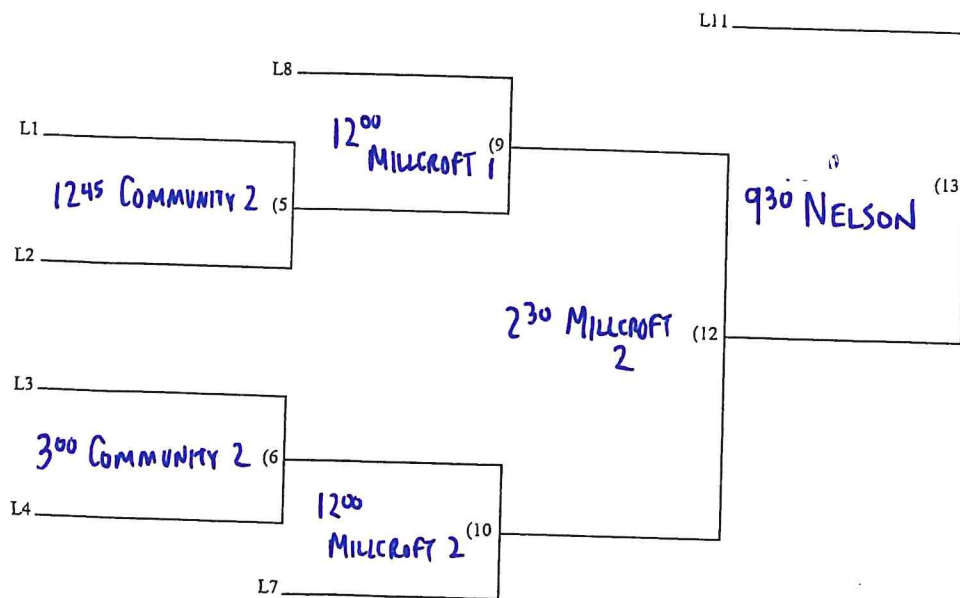 L11
L8
L1
12⁰⁰
MILLCROFT 1 (9
12⁴⁵ COMMUNITY 2 (5
9³⁰ NELSON (13
L2
2³⁰ MILLCROFT
2 (12
L3
3⁰⁰ COMMUNITY 2 (6
L4
12⁰⁰
MILLCROFT 2 (10
L7